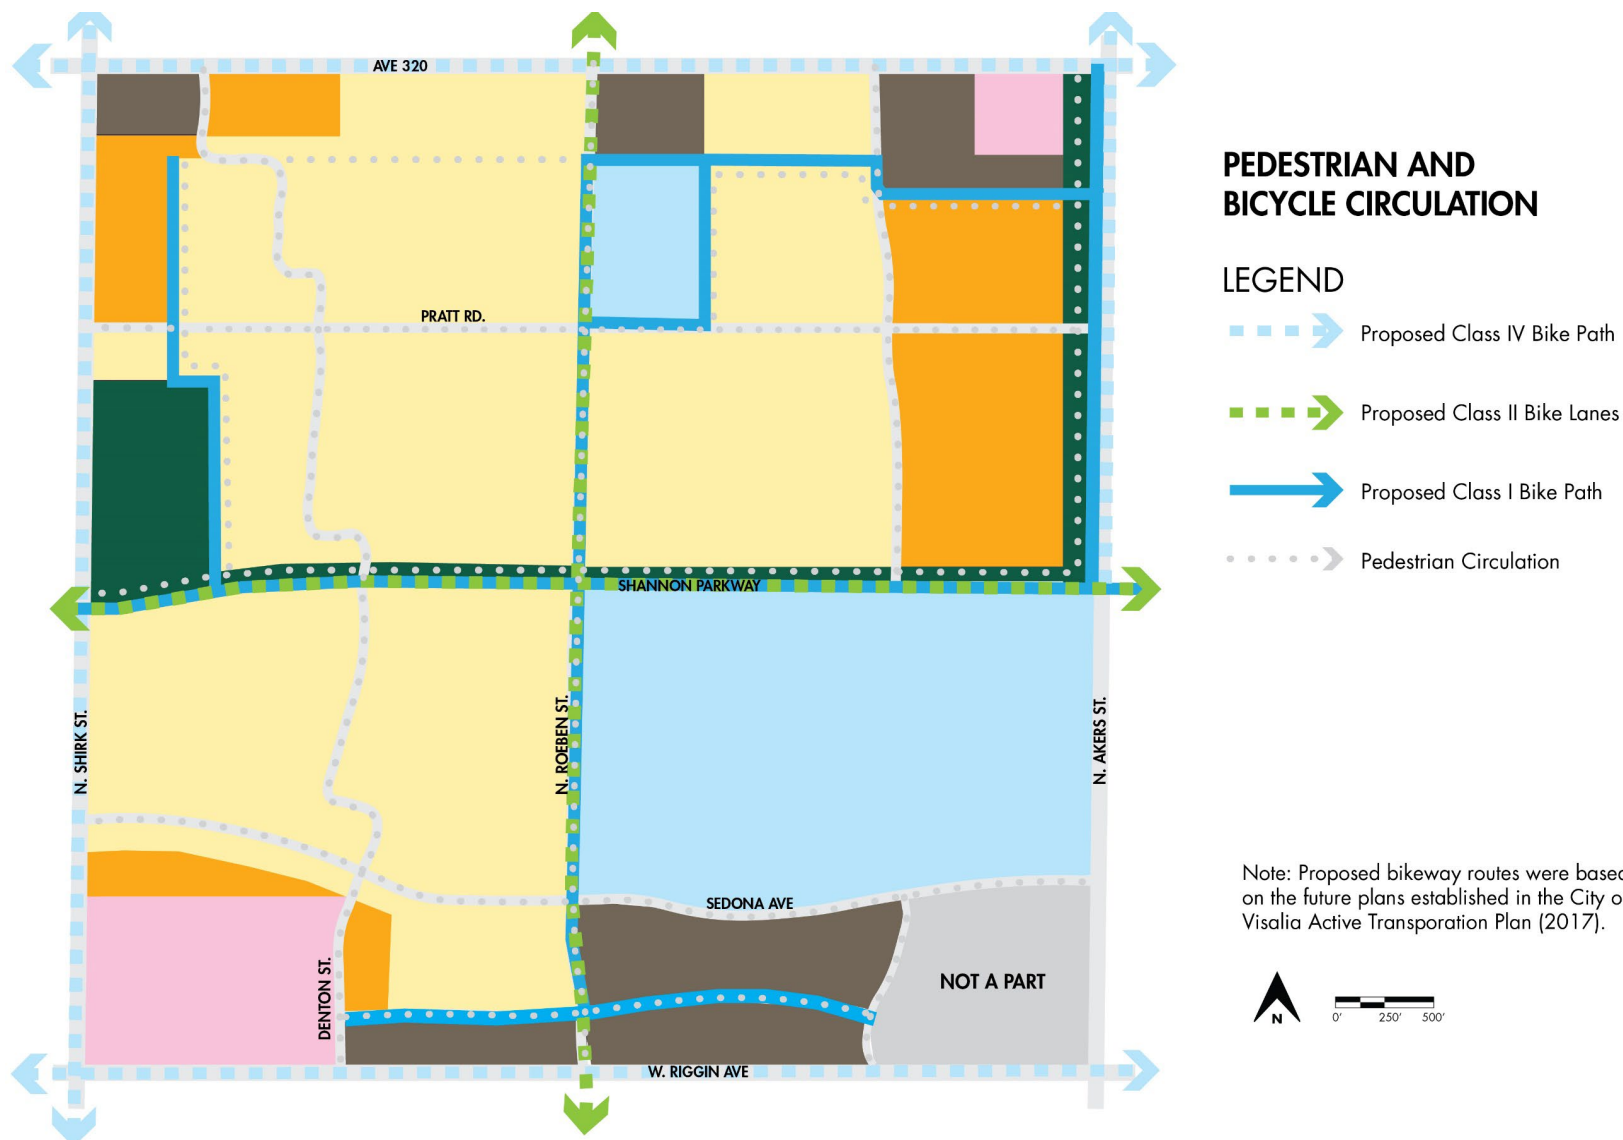 AVE 320
PRATT RD.
SHANNON PARKWAY
N. SHIRK ST.
N. ROEBEN ST.
N. AKERS ST.
SEDONA AVE
DENTON ST.
NOT A PART
W. RIGGIN AVE
PEDESTRIAN AND
BICYCLE CIRCULATION
LEGEND
Proposed Class IV Bike Path
Proposed Class II Bike Lanes
Proposed Class I Bike Path
Pedestrian Circulation
Note: Proposed bikeway routes were based
on the future plans established in the City o
Visalia Active Transporation Plan (2017).
N
0' 250' 500'